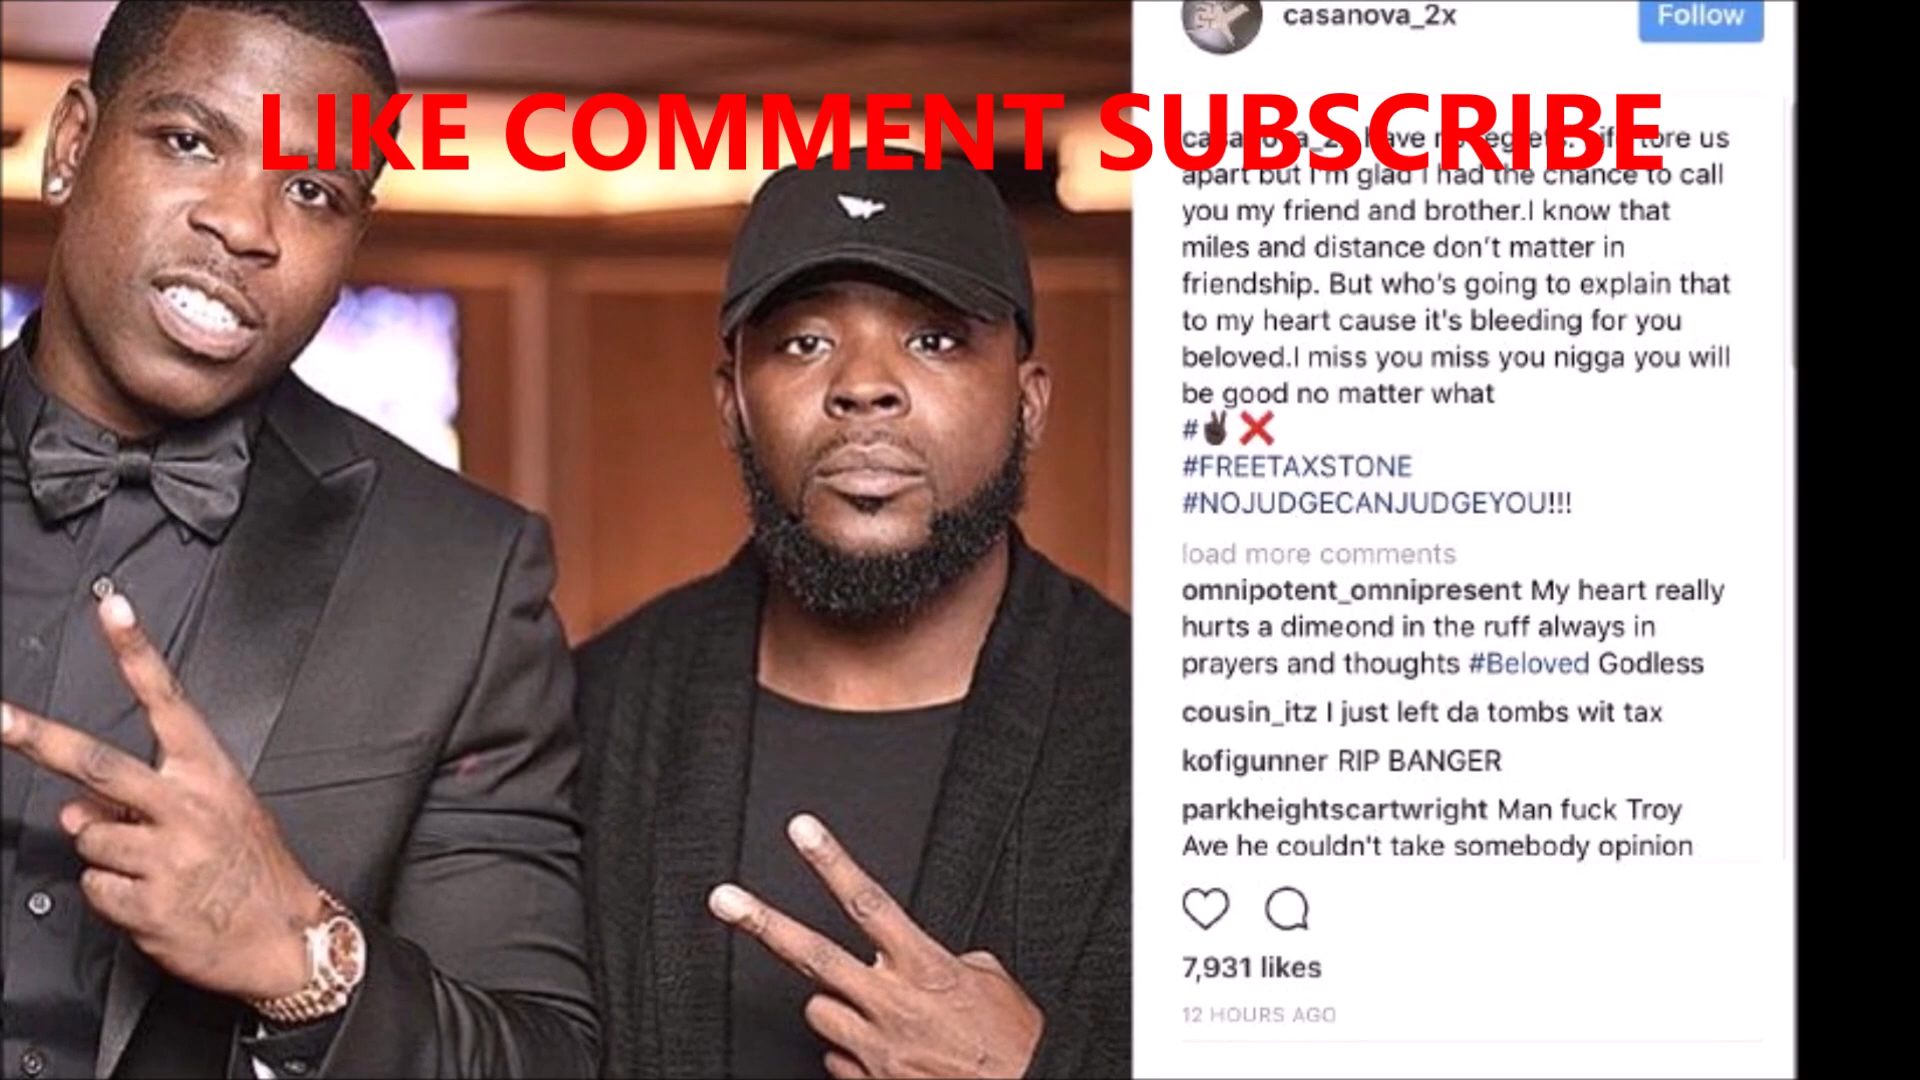 casanova_2x
Follow
LIKE COMMENT SUBSCRIBE
have tore us
apart but I'm glad I had the chance to call
you my friend and brother.I know that
miles and distance don't matter in
friendship. But who's going to explain that
to my heart cause it's bleeding for you
beloved.I miss you miss you nigga you will
be good no matter what
#✌🏿❌
#FREETAXSTONE
#NOJUDGECANJUDGEYOU!!!
load more comments
omnipotent_omnipresent My heart really
hurts a dimeond in the ruff always in
prayers and thoughts #Beloved Godless
cousin_itz I just left da tombs wit tax
kofigunner RIP BANGER
parkheightscartwright Man fuck Troy
Ave he couldn't take somebody opinion
7,931 likes
12 HOURS AGO